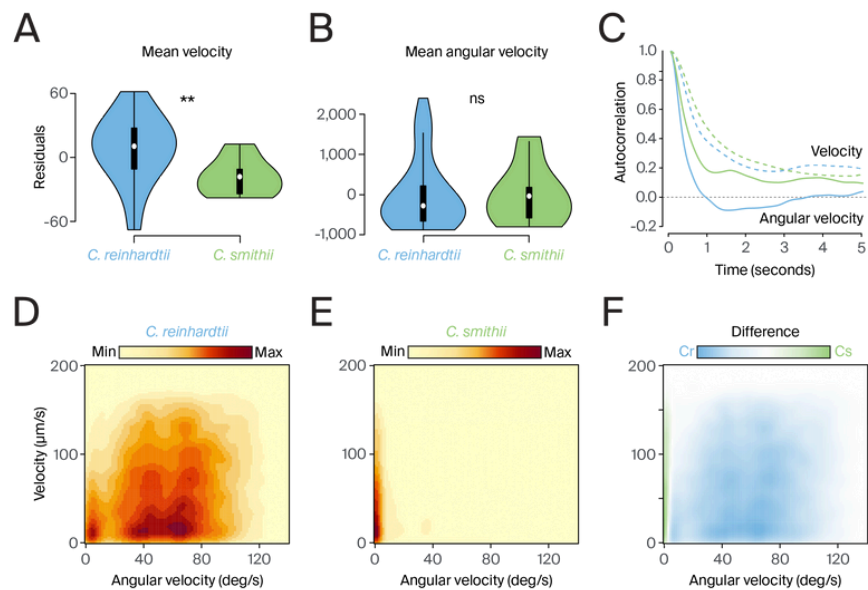 A
Mean velocity
Residuals
60
0
-60
**
C. reinhardtii
C. smithii
B
Mean angular velocity
2,000
1,000
0
-1,000
ns
C. reinhardtii
C. smithii
C
Autocorrelation
1.0
0.8
0.6
0.4
0.2
0.0
-0.2
Velocity
Angular velocity
0 1 2 3 4 5
Time (seconds)
D
C. reinhardtii
Min Max
Velocity (µm/s)
200
100
0
0 40 80 120
Angular velocity (deg/s)
E
C. smithii
Min Max
200
100
0
0 40 80 120
Angular velocity (deg/s)
F
Difference
Cr Cs
200
100
0
0 40 80 120
Angular velocity (deg/s)